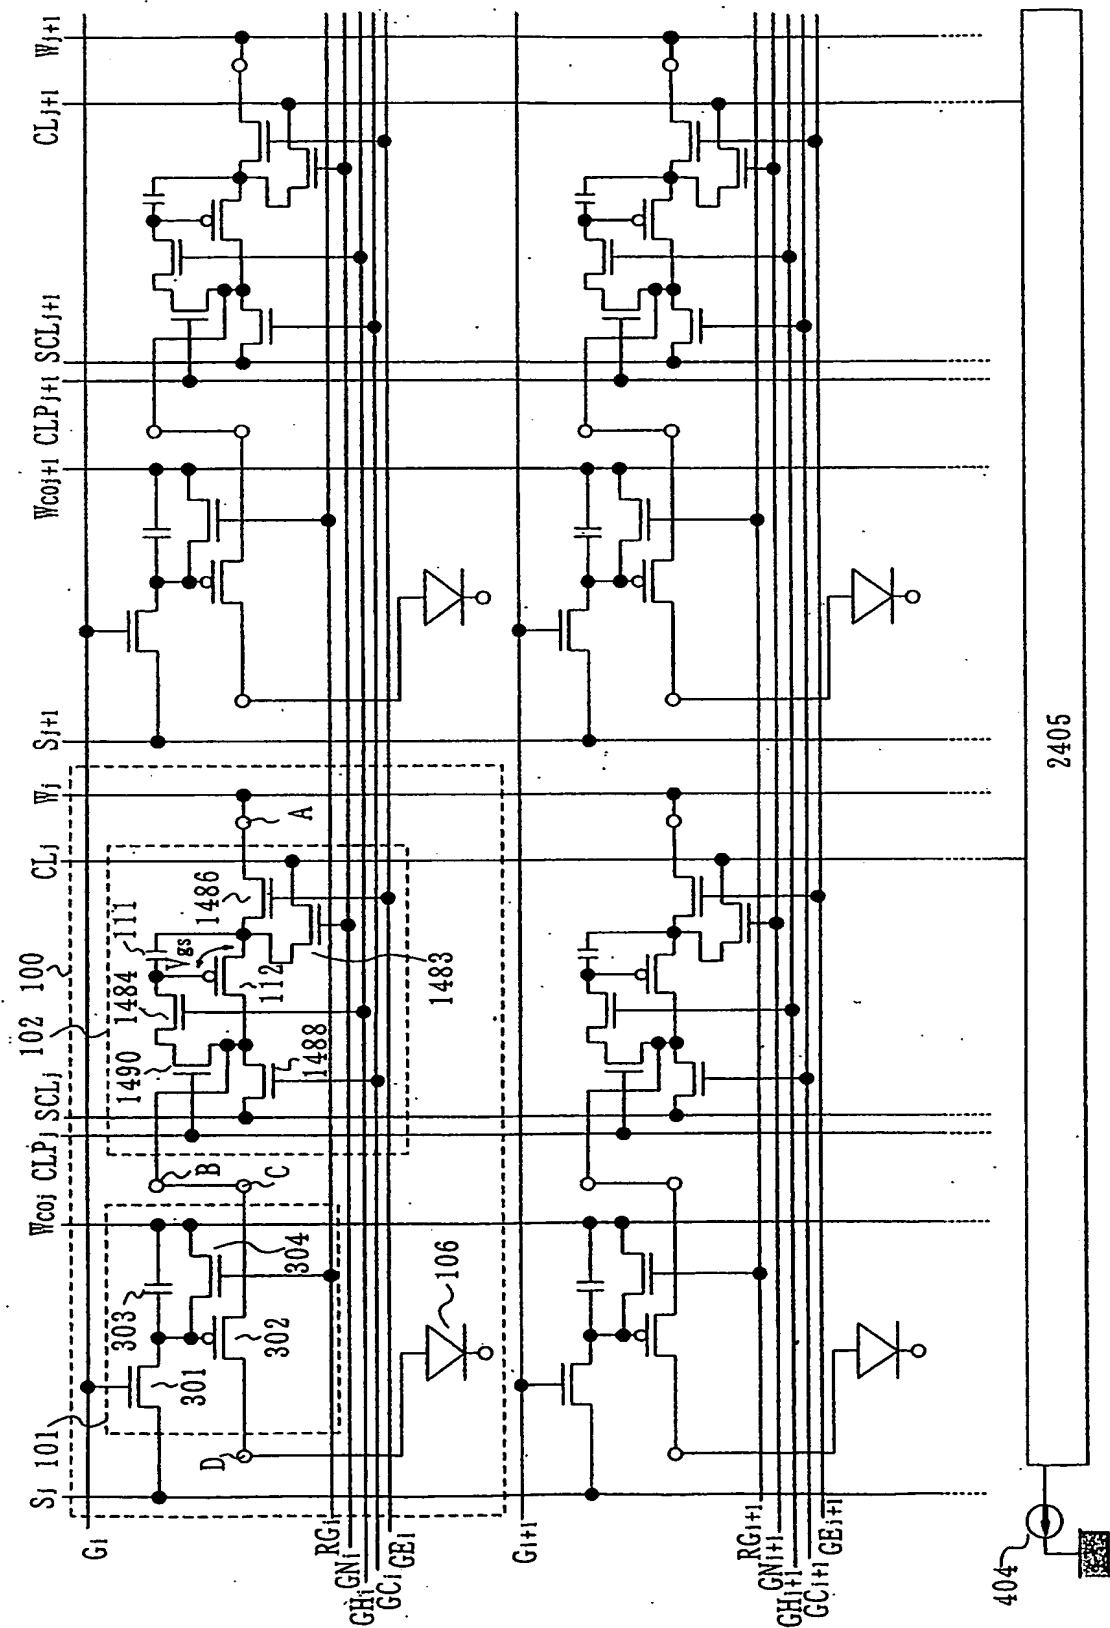 Sj 101
Wcoj
CLPj
SCLj
102
100
CLj
Wj
Sj+1
Wcoj+1
CLPj+1
SCLj+1
CLj+1
Wj+1
Gi
301
303
302
304
D
B
C
A
1490
1484
111
Vgs
112
1486
1488
1483
106
RGi
GNi
GHi
GCi
GEi
Gi+1
RGi+1
GNi+1
GHi+1
GCi+1
GEi+1
404
2405